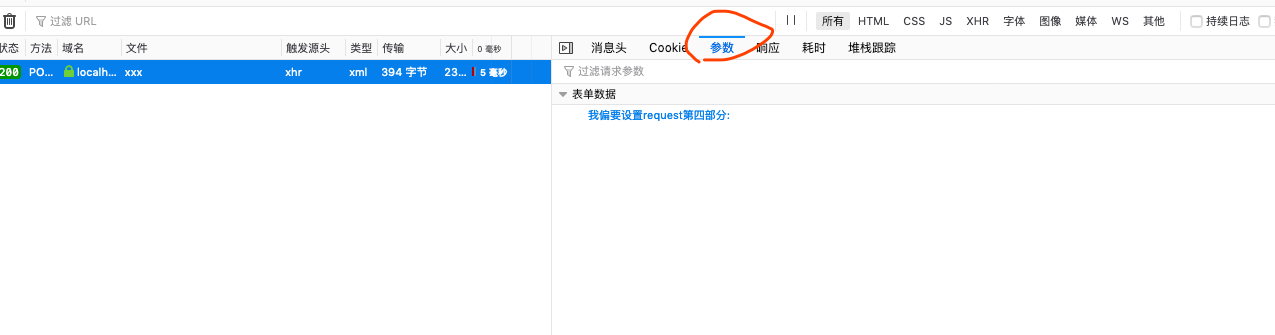 过滤 URL
所有 HTML CSS JS XHR 字体 图像 媒体 WS 其他 持续日志
状态 方法 域名 文件 触发源头 类型 传输 大小 0 毫秒
消息头 Cookie 参数 响应 耗时 堆栈跟踪
200 PO... localh... xxx xhr xml 394 字节 23... 5 毫秒
过滤请求参数
表单数据
我偏要设置request第四部分: